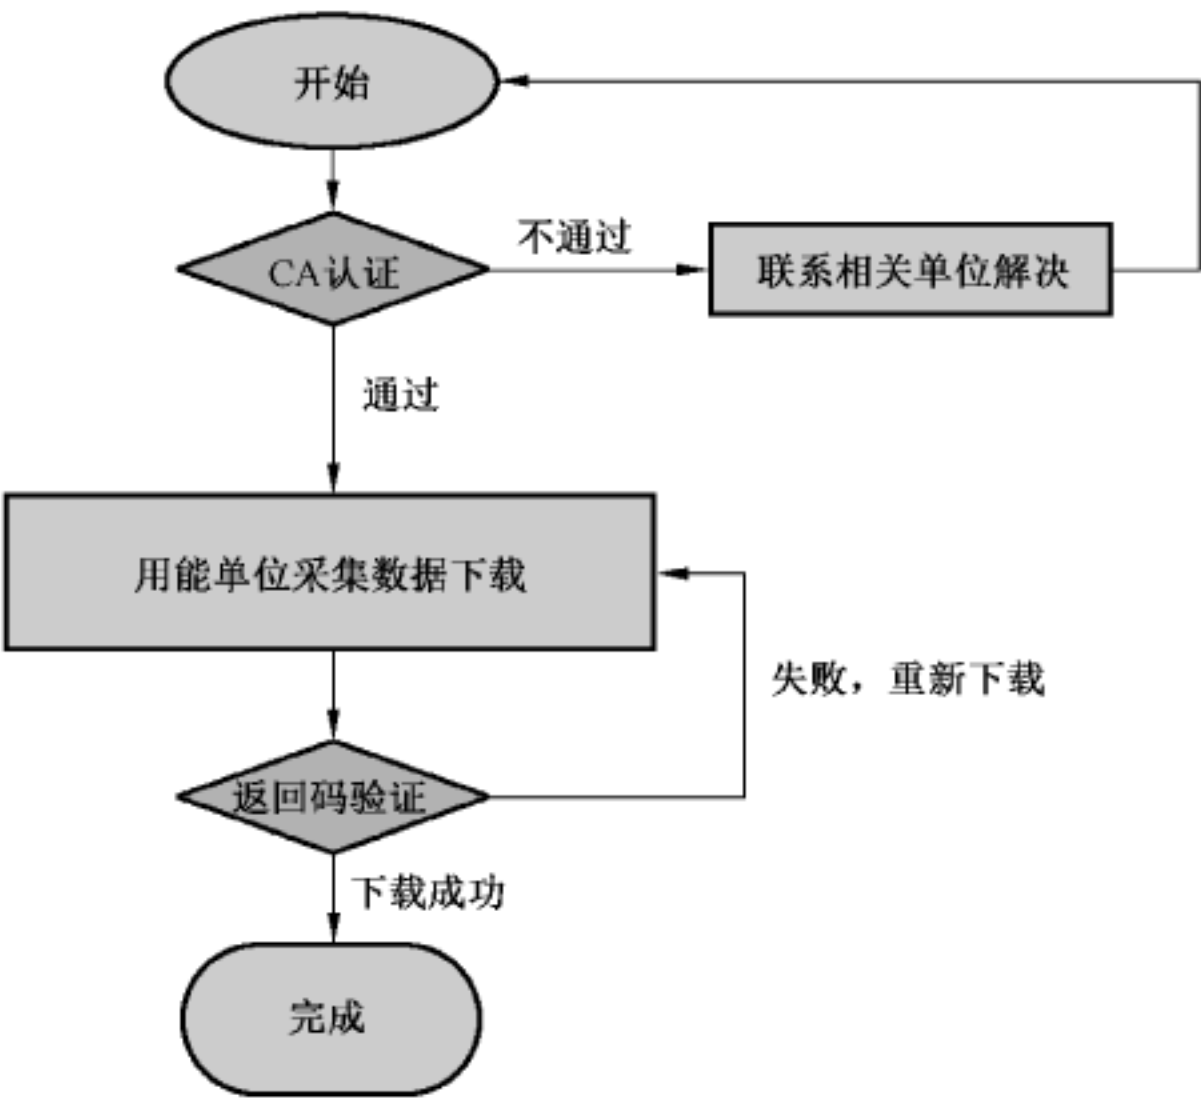 开始
CA认证
不通过
联系相关单位解决
通过
用能单位采集数据下载
失败，重新下载
返回码验证
下载成功
完成